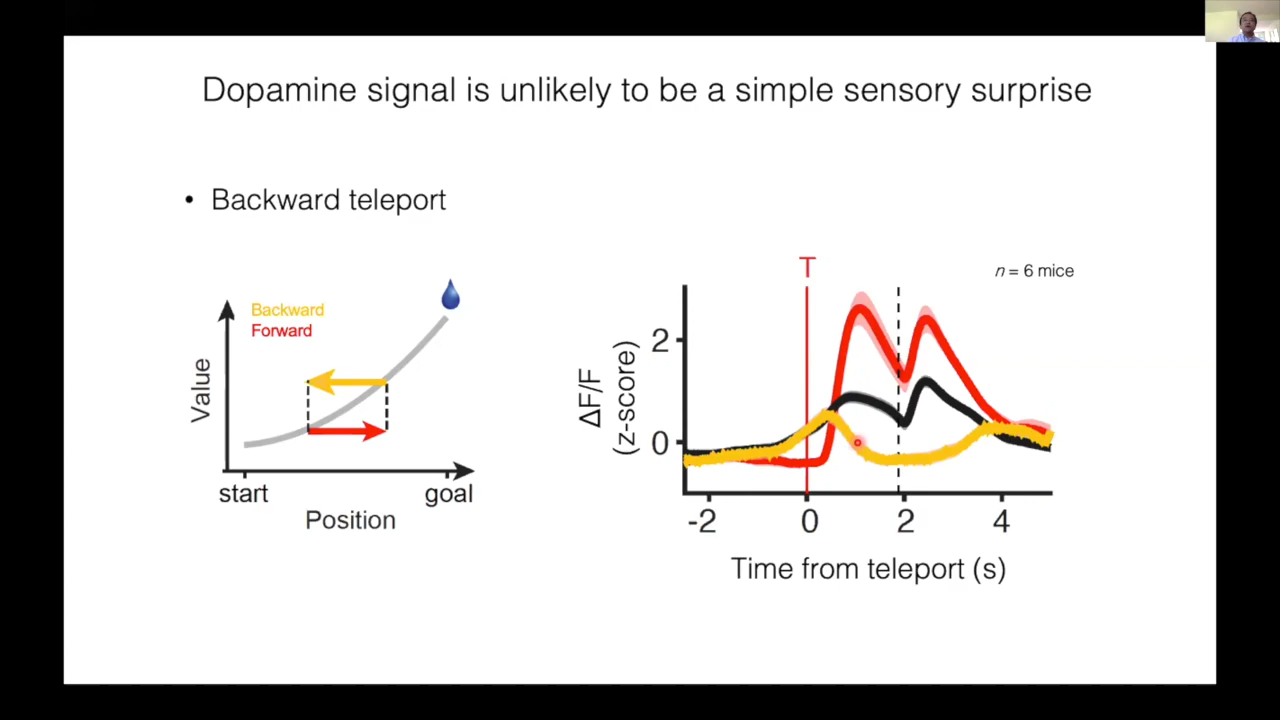 Dopamine signal is unlikely to be a simple sensory surprise
• Backward teleport
Backward
Forward
Value
start
goal
Position
T
n = 6 mice
ΔF/F
(z-score)
2
0
-2
0
2
4
Time from teleport (s)